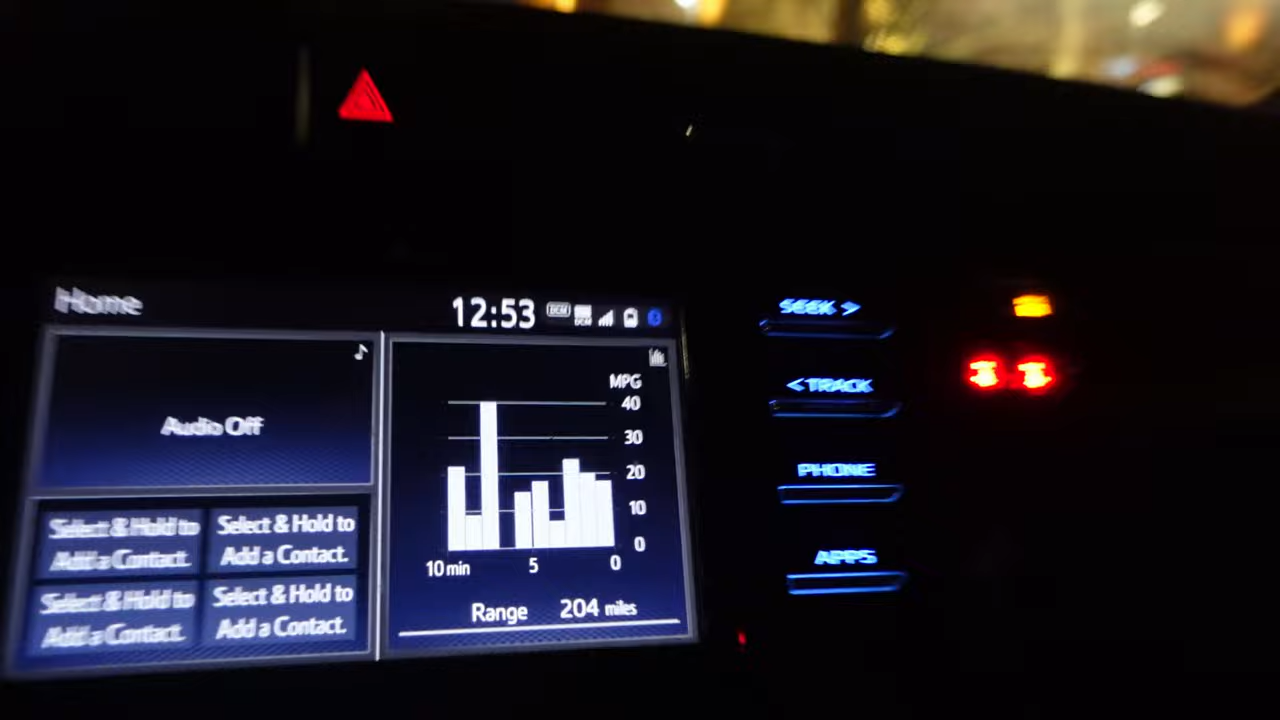 Home
12:53
DCM
Audio Off
Select & Hold to
Add a Contact.
Select & Hold to
Add a Contact.
Select & Hold to
Add a Contact.
Select & Hold to
Add a Contact.
MPG
40
30
20
10
0
10 min 5 0
Range 204 miles
SEEK >
< TRACK
PHONE
APPS